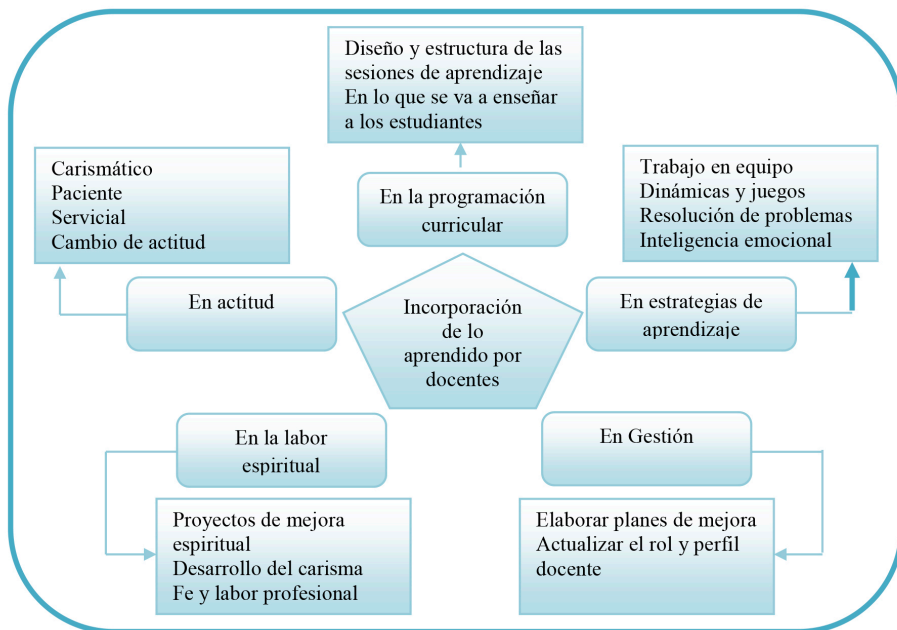 Diseño y estructura de las
sesiones de aprendizaje
En lo que se va a enseñar
a los estudiantes
Carismático
Paciente
Servicial
Cambio de actitud
Trabajo en equipo
Dinámicas y juegos
Resolución de problemas
Inteligencia emocional
En la programación
curricular
En actitud
Incorporación
de lo
aprendido por
docentes
En estrategias de
aprendizaje
En la labor
espiritual
En Gestión
Proyectos de mejora
espiritual
Desarrollo del carisma
Fe y labor profesional
Elaborar planes de mejora
Actualizar el rol y perfil
docente